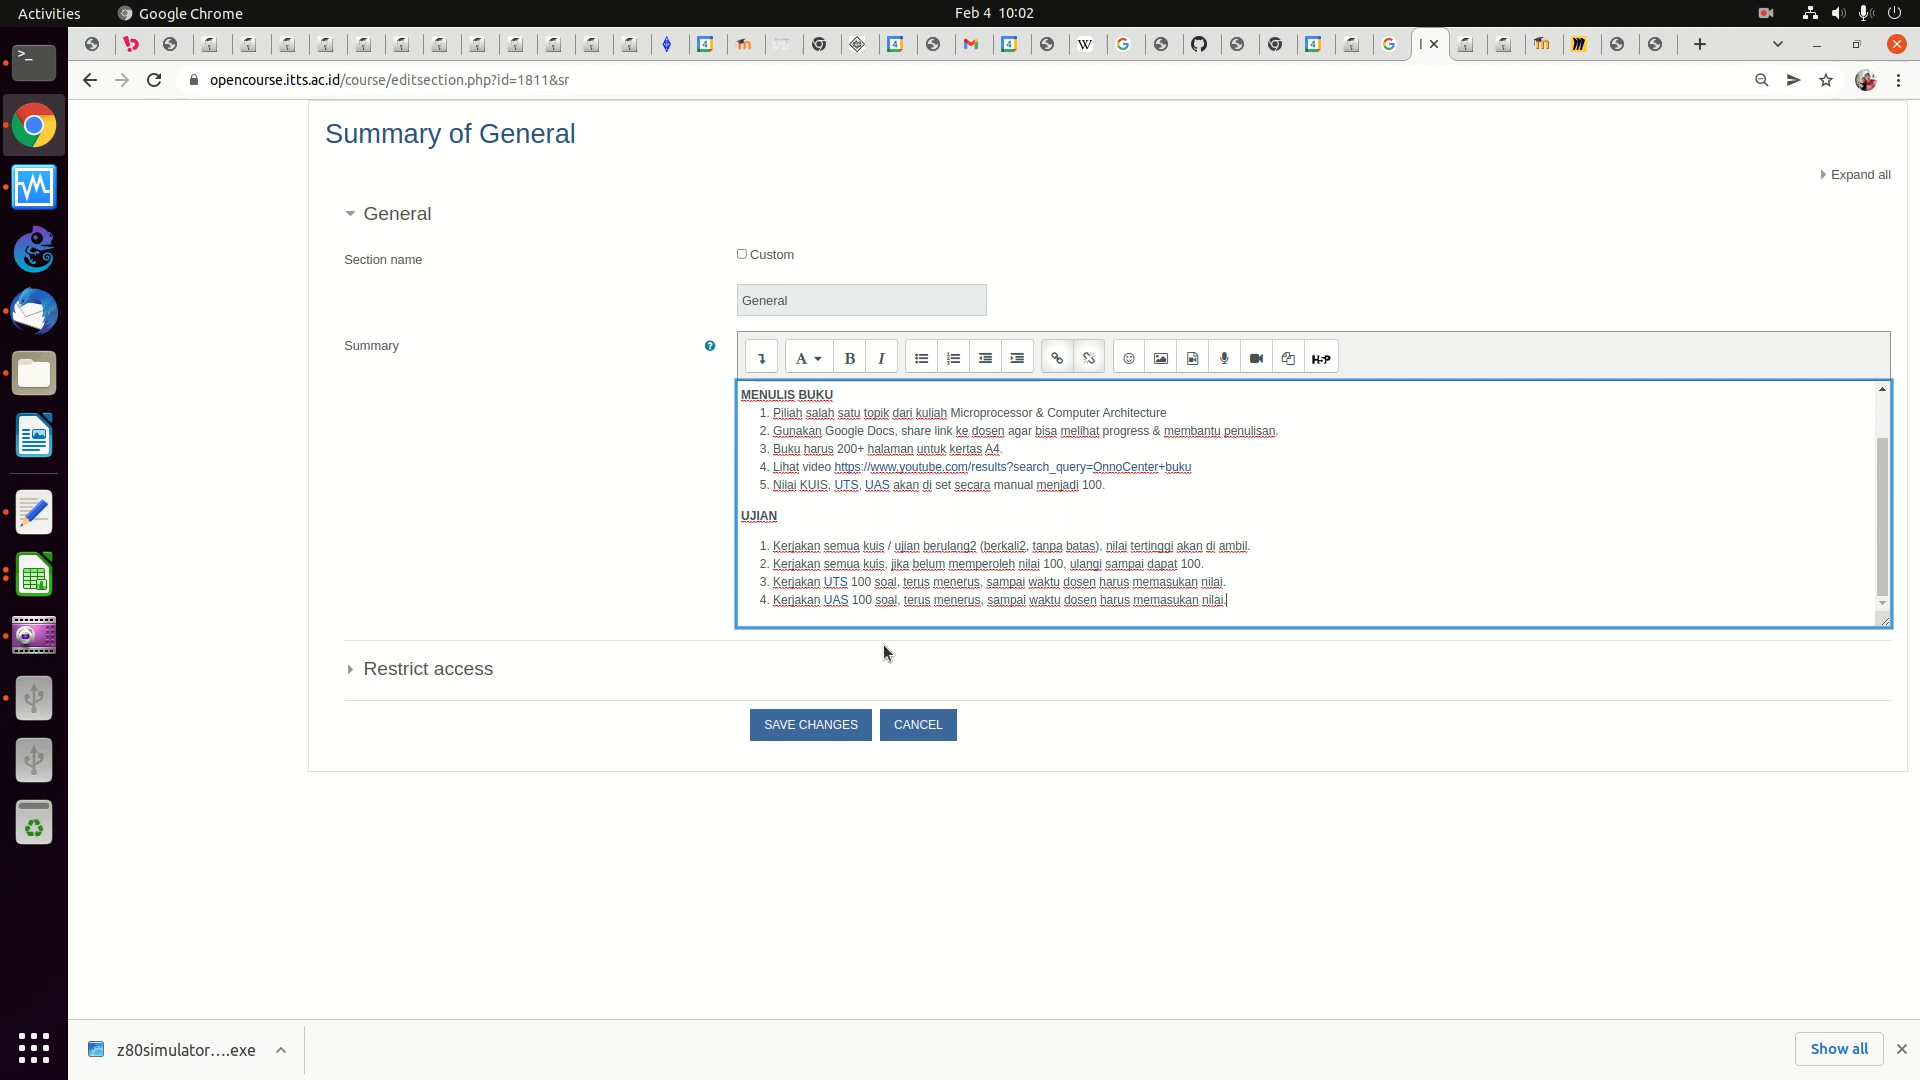 Activities
Google Chrome
Feb 4 10:02
opencourse.itts.ac.id/course/editsection.php?id=1811&sr
Summary of General
Expand all
General
Section name
Custom
General
Summary
A
B
I
H-P
MENULIS BUKU
1. Piliah salah satu topik dari kuliah Microprocessor & Computer Architecture
2. Gunakan Google Docs, share link ke dosen agar bisa melihat progress & membantu penulisan.
3. Buku harus 200+ halaman untuk kertas A4.
4. Lihat video https://www.youtube.com/results?search_query=OnnoCenter+buku
5. Nilai KUIS, UTS, UAS akan di set secara manual menjadi 100.
UJIAN
1. Kerjakan semua kuis / ujian berulang2 (berkali2, tanpa batas), nilai tertinggi akan di ambil.
2. Kerjakan semua kuis, jika belum memperoleh nilai 100, ulangi sampai dapat 100.
3. Kerjakan UTS 100 soal, terus menerus, sampai waktu dosen harus memasukan nilai.
4. Kerjakan UAS 100 soal, terus menerus, sampai waktu dosen harus memasukan nilai.
Restrict access
SAVE CHANGES
CANCEL
z80simulator....exe
Show all